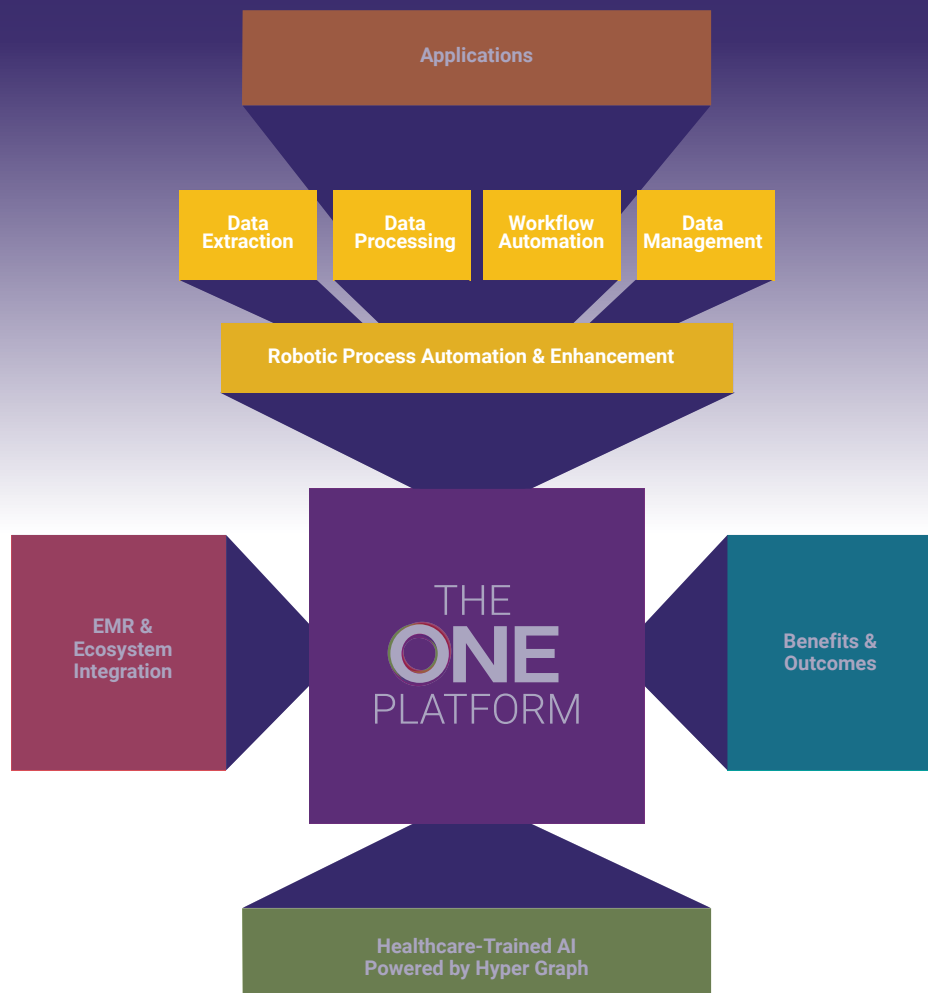 Applications
Data
Extraction
Data
Processing
Workflow
Automation
Data
Management
Robotic Process Automation & Enhancement
THE
ONE
PLATFORM
EMR &
Ecosystem
Integration
Benefits &
Outcomes
Healthcare-Trained AI
Powered by Hyper Graph